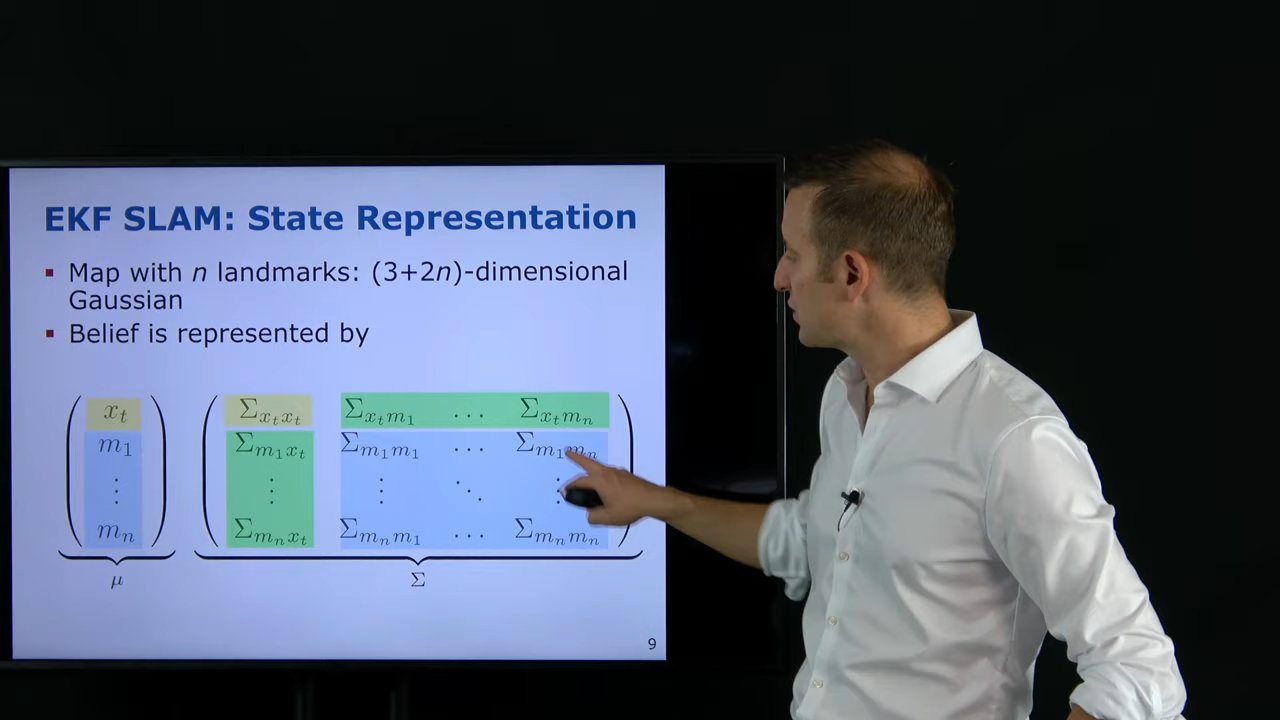 EKF SLAM: State Representation
▪ Map with n landmarks: (3+2n)-dimensional
Gaussian
▪ Belief is represented by
( x_t ) ( Σ_{x_t x_t} Σ_{x_t m_1} … Σ_{x_t m_n} )
m_1 Σ_{m_1 x_t} Σ_{m_1 m_1} … Σ_{m_1 m_n}
⋮ ⋮ ⋮ ⋱ ⋮
m_n Σ_{m_n x_t} Σ_{m_n m_1} … Σ_{m_n m_n}
μ Σ
9